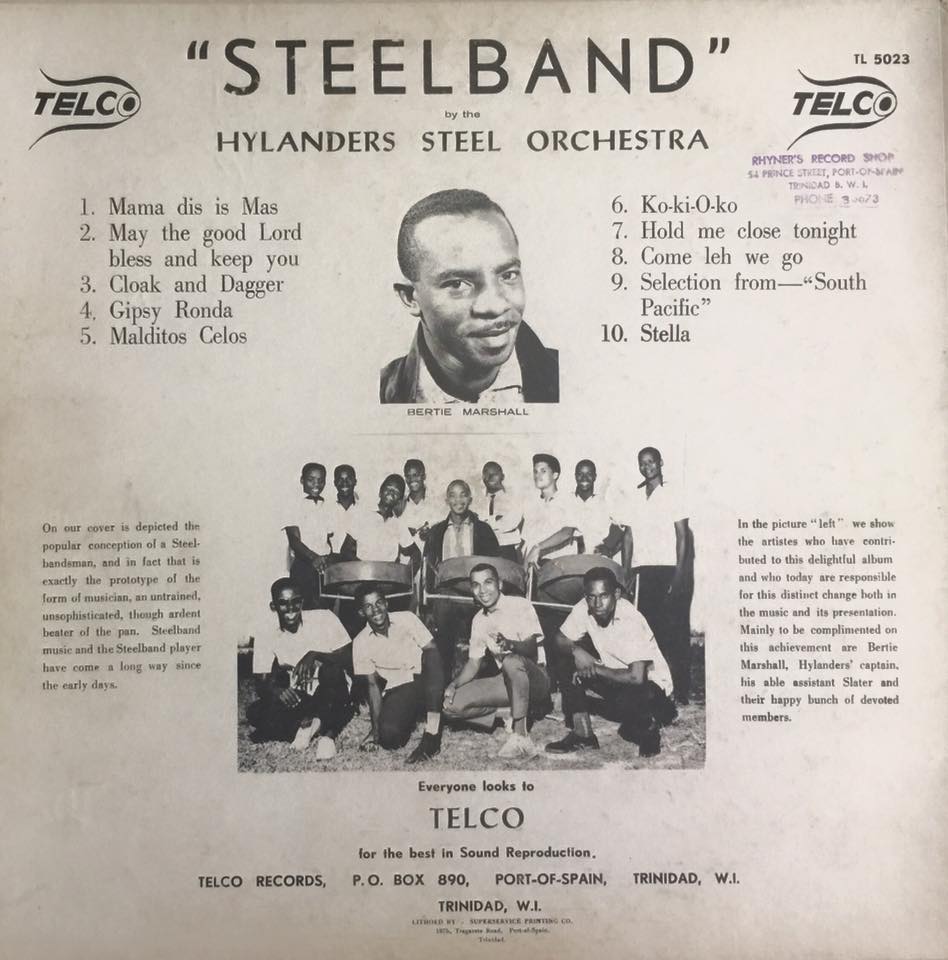 "STEELBAND"
TL 5023
TELCO
TELCO
by the
HYLANDERS STEEL ORCHESTRA
RHYNER'S RECORD SHOP
54 PRINCE STREET, PORT-OF-SPAIN
TRINIDAD B. W. I.
PHONE
1. Mama dis is Mas
2. May the good Lord
bless and keep you
3. Cloak and Dagger
4. Gipsy Ronda
5. Malditos Celos
6. Ko-ki-O-ko
7. Hold me close tonight
8. Come leh we go
9. Selection from—"South
Pacific"
10. Stella
BERTIE MARSHALL
On our cover is depicted the
popular conception of a Steel-
bandsman, and in fact that is
exactly the prototype of the
form of musician, an untrained,
unsophisticated, though ardent
beater of the pan. Steelband
music and the Steelband player
have come a long way since
the early days.
In the picture "left" we show
the artistes who have contri-
buted to this delightful album
and who today are responsible
for this distinct change both in
the music and its presentation.
Mainly to be complimented on
this achievement are Bertie
Marshall, Hylanders' captain,
his able assistant Slater and
their happy bunch of devoted
members.
Everyone looks to
TELCO
for the best in Sound Reproduction.
TELCO RECORDS, P.O. BOX 890, PORT-OF-SPAIN, TRINIDAD, W.I.
TRINIDAD, W.I.
LITHOED BY SUPERSERVICE PRINTING CO.
Tragarete Road, Port-of-Spain,
Trinidad.